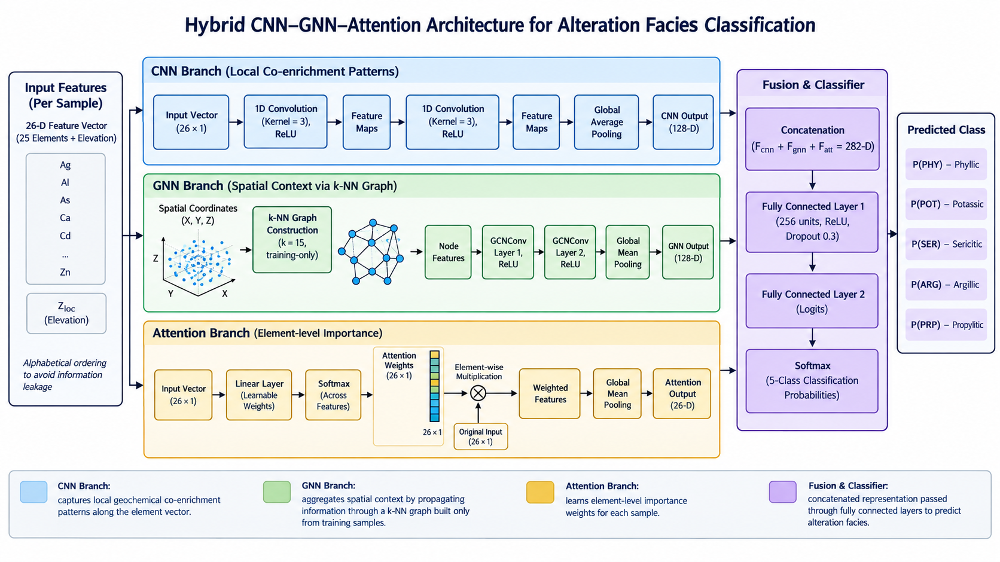 Hybrid CNN–GNN–Attention Architecture for Alteration Facies Classification
Input Features
(Per Sample)
26-D Feature Vector
(25 Elements + Elevation)
Ag
Al
As
Ca
Cd
...
Zn
Zloc
(Elevation)
Alphabetical ordering
to avoid information
leakage
CNN Branch (Local Co-enrichment Patterns)
Input Vector
(26 × 1)
1D Convolution
(Kernel = 3),
ReLU
Feature
Maps
1D Convolution
(Kernel = 3),
ReLU
Feature
Maps
Global
Average
Pooling
CNN Output
(128-D)
GNN Branch (Spatial Context via k-NN Graph)
Spatial Coordinates
(X, Y, Z)
Z
Y
X
k-NN Graph
Construction
(k = 15,
training-only)
Node
Features
GCNConv
Layer 1,
ReLU
GCNConv
Layer 2,
ReLU
Global
Mean
Pooling
GNN Output
(128-D)
Attention Branch (Element-level Importance)
Input Vector
(26 × 1)
Linear Layer
(Learnable
Weights)
Softmax
(Across
Features)
Attention
Weights
(26 × 1)
26 × 1
Element-wise
Multiplication
Original Input
(26 × 1)
Weighted
Features
Global
Mean
Pooling
Attention
Output
(26-D)
Fusion & Classifier
Concatenation
(Fcnn + Fgnn + Fatt = 282-D)
Fully Connected Layer 1
(256 units, ReLU,
Dropout 0.3)
Fully Connected Layer 2
(Logits)
Softmax
(5-Class Classification
Probabilities)
Predicted Class
P(PHY) – Phyllic
P(POT) – Potassic
P(SER) – Sericitic
P(ARG) – Argillic
P(PRP) – Propylitic
CNN Branch:
captures local geochemical co-enrichment
patterns along the element vector.
GNN Branch:
aggregates spatial context by propagating
information through a k-NN graph built only
from training samples.
Attention Branch:
learns element-level importance
weights for each sample.
Fusion & Classifier:
concatenated representation passed
through fully connected layers to predict
alteration facies.